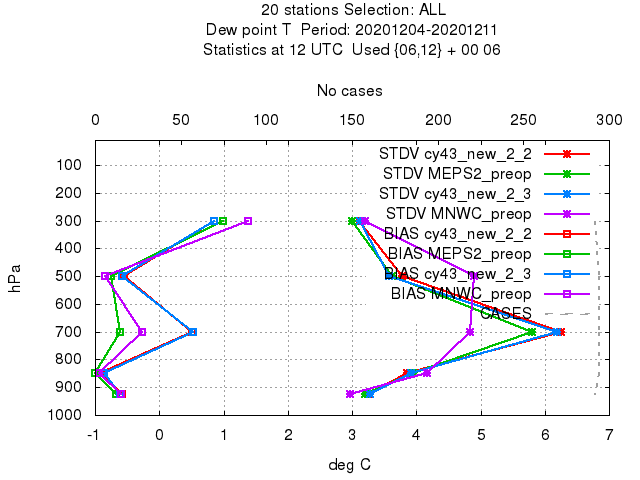 20 stations Selection: ALL
Dew point T  Period: 20201204-20201211
Statistics at 12 UTC  Used {06,12} + 00 06
No cases
0 50 100 150 200 250 300
STDV cy43_new_2_2
STDV MEPS2_preop
STDV cy43_new_2_3
STDV MNWC_preop
BIAS cy43_new_2_2
BIAS MEPS2_preop
BIAS cy43_new_2_3
BIAS MNWC_preop
CASES
hPa
100
200
300
400
500
600
700
800
900
1000
-1 0 1 2 3 4 5 6 7
deg C